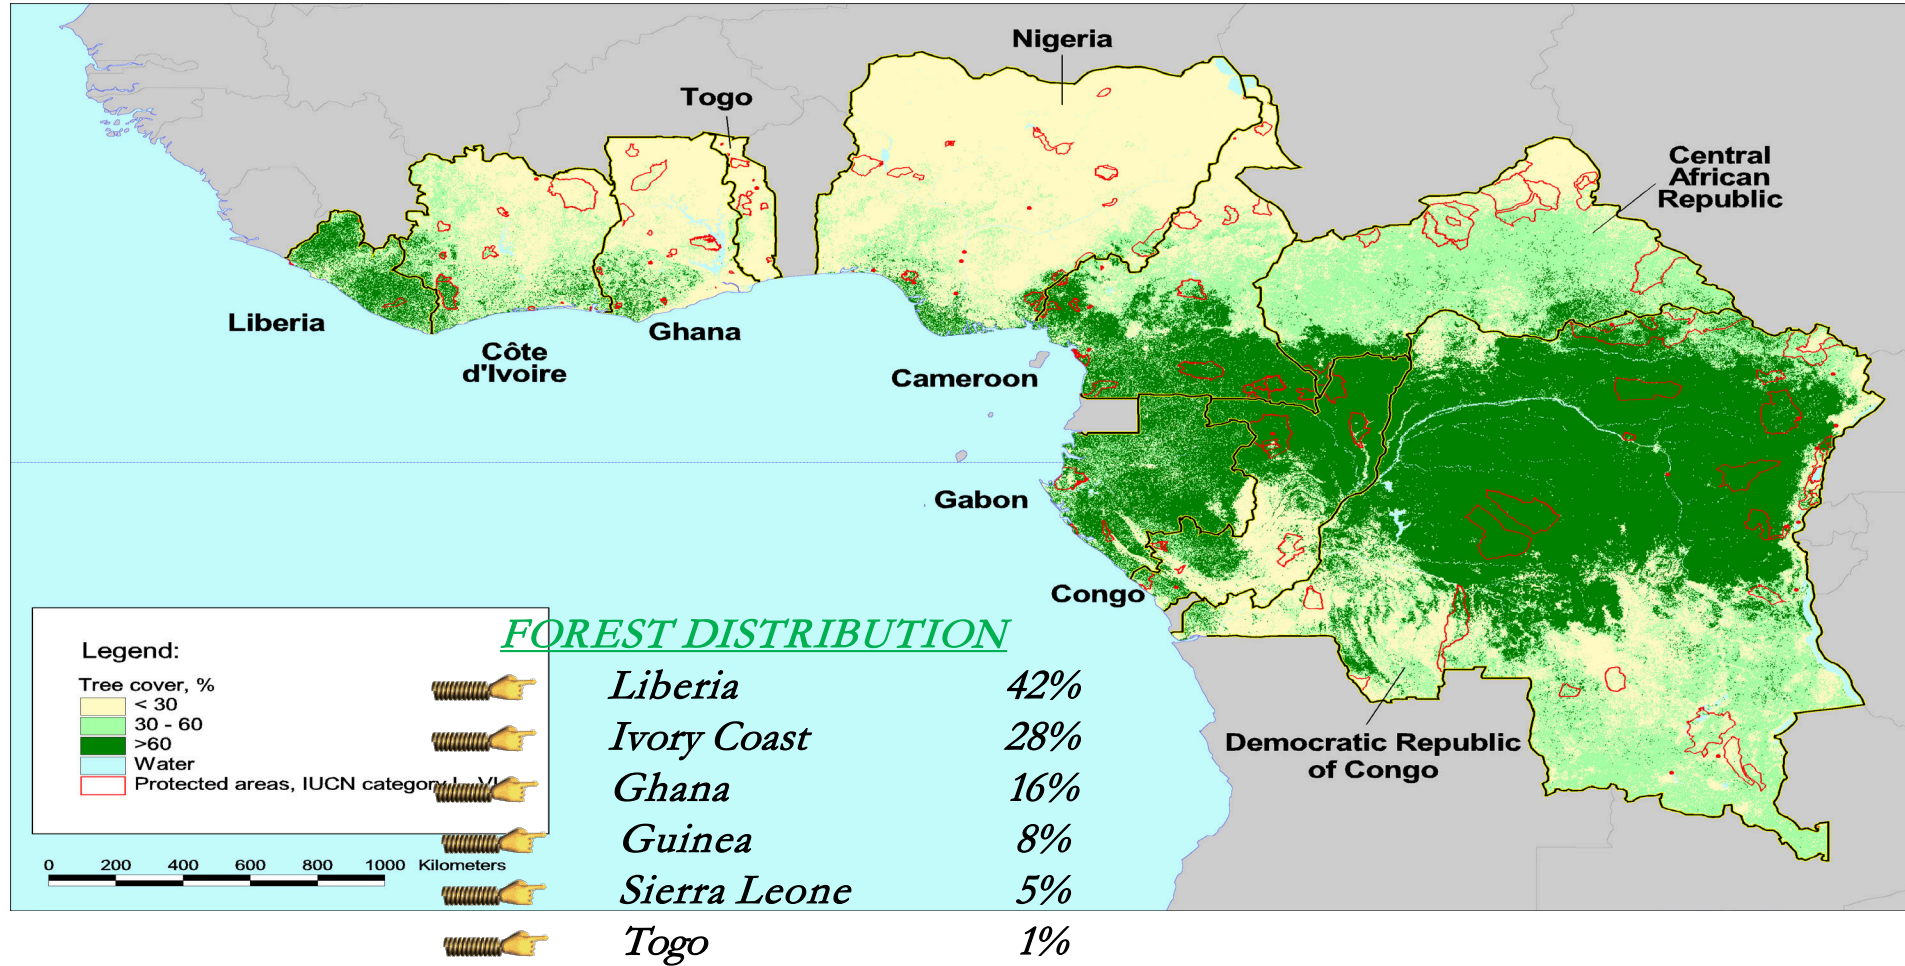 Nigeria
Togo
Central
African
Republic
Liberia
Côte
d'Ivoire
Ghana
Cameroon
Gabon
Congo
Democratic Republic
of Congo
Legend:
Tree cover, %
< 30
30 - 60
>60
Water
Protected areas, IUCN category I - VI
0 200 400 600 800 1000 Kilometers
FOREST DISTRIBUTION
Liberia 42%
Ivory Coast 28%
Ghana 16%
Guinea 8%
Sierra Leone 5%
Togo 1%